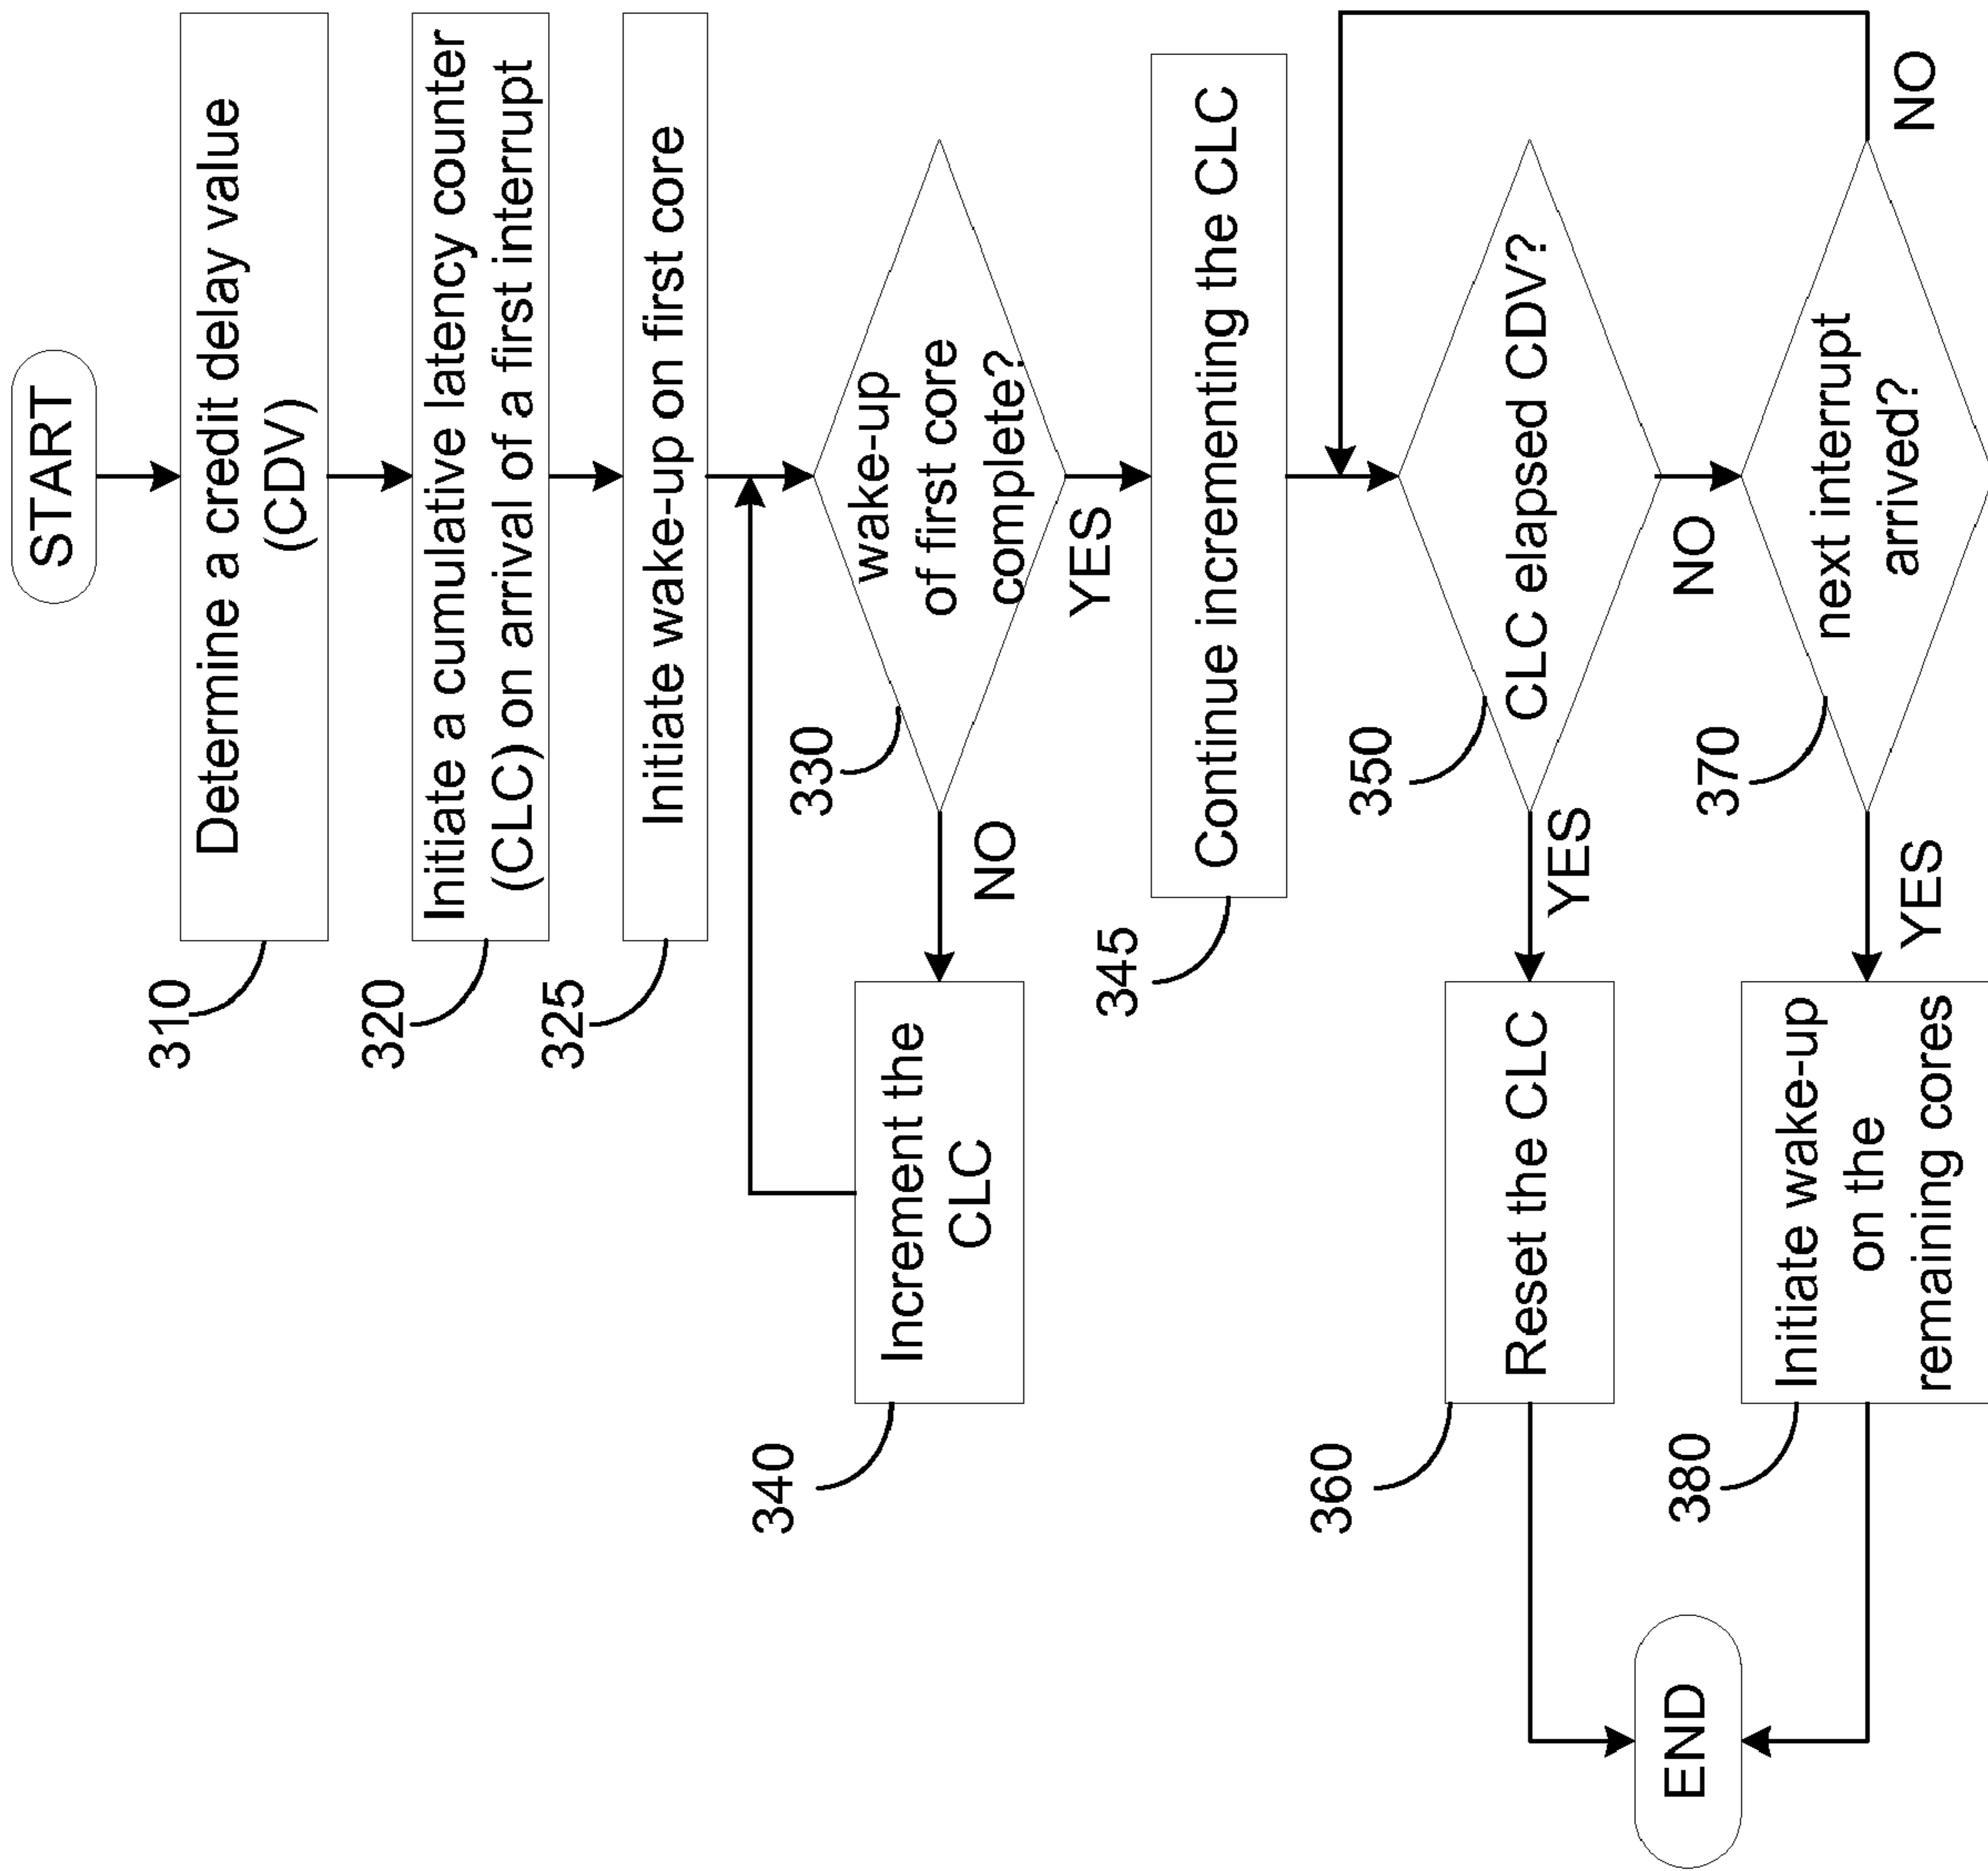 START
310
Determine a credit delay value
(CDV)
320
Initiate a cumulative latency counter
(CLC) on arrival of a first interrupt
325
Initiate wake-up on first core
330
wake-up
of first core
complete?
NO
YES
340
Increment the
CLC
345
Continue incrementing the CLC
350
CLC elapsed CDV?
YES
NO
360
Reset the CLC
370
next interrupt
arrived?
YES
NO
380
Initiate wake-up
on the
remaining cores
END